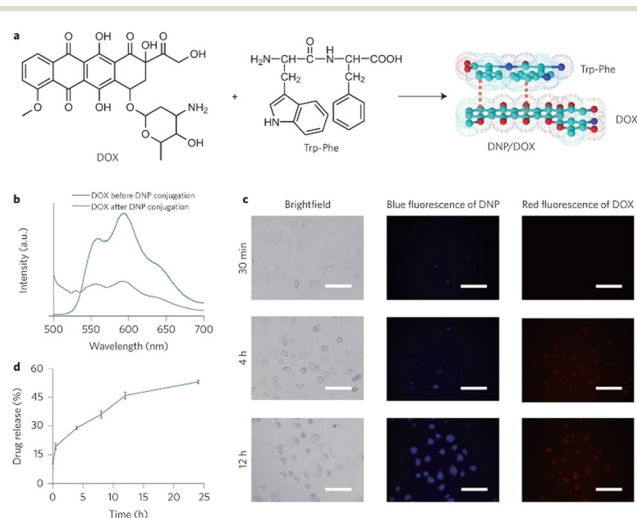 a
O
OH
O
OH
O
OH
O
O
OH
O
O
NH2
O
OH
DOX
+
H2N
CH
C
O
H
N
CH
COOH
CH2
CH2
HN
Trp-Phe
Trp-Phe
DOX
DNP/DOX
b
DOX before DNP conjugation
DOX after DNP conjugation
Intensity (a.u.)
500 550 600 650 700
Wavelength (nm)
c
Brightfield Blue fluorescence of DNP Red fluorescence of DOX
30 min
4 h
12 h
d
60
45
30
15
0
Drug release (%)
0 5 10 15 20 25
Time (h)